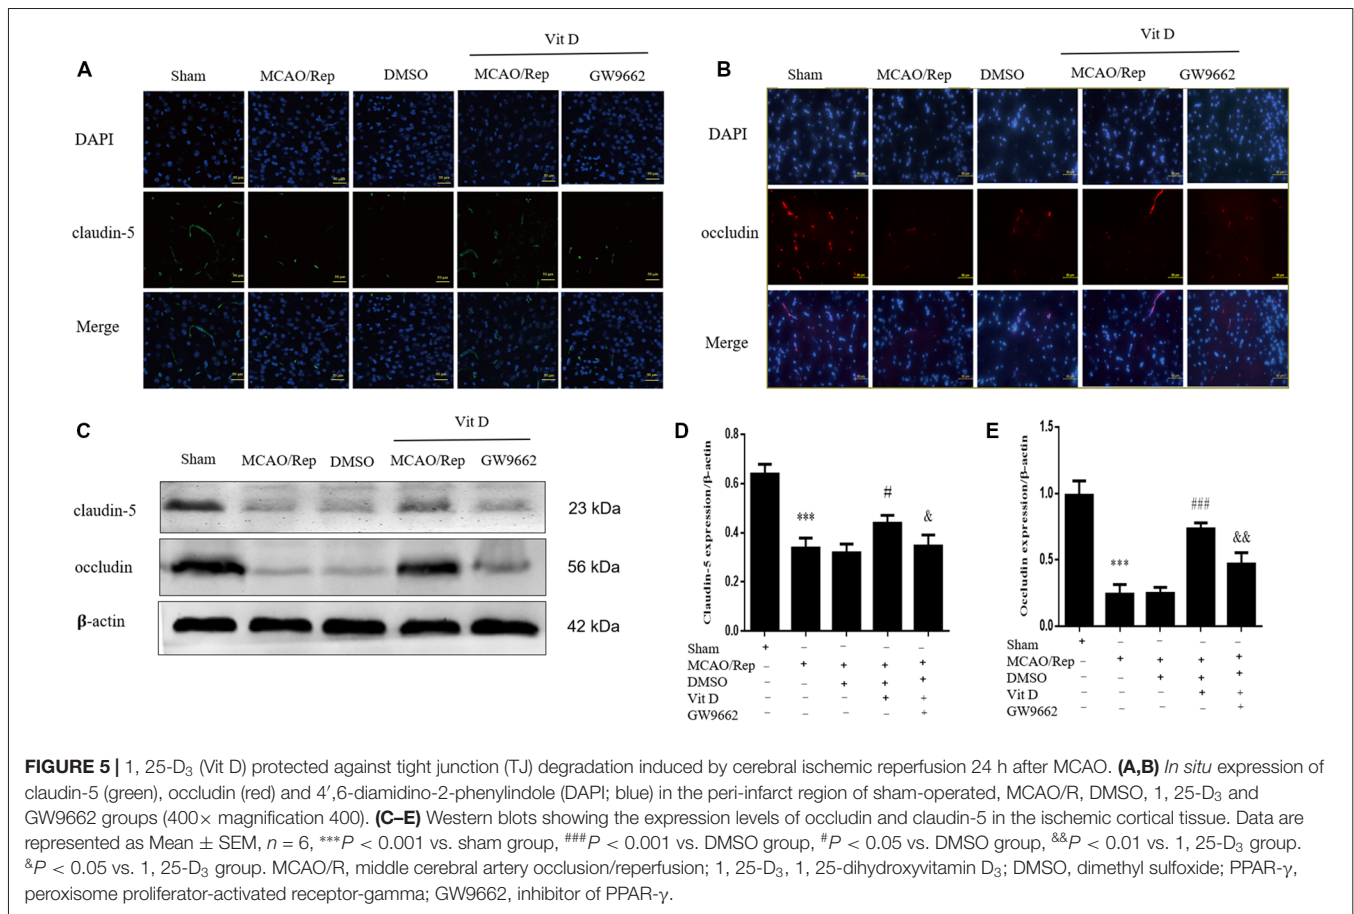 Vit D
A
Sham
MCAO/Rep
DMSO
MCAO/Rep
GW9662
DAPI
claudin-5
Merge
Vit D
B
Sham
MCAO/Rep
DMSO
MCAO/Rep
GW9662
DAPI
occludin
Merge
C
Vit D
Sham
MCAO/Rep
DMSO
MCAO/Rep
GW9662
claudin-5
23 kDa
occludin
56 kDa
β-actin
42 kDa
D
Claudin-5 expression/β-actin
0.8
0.6
0.4
0.2
0.0
***
#
&
Sham + – – – –
MCAO/Rep – + + + +
DMSO – – + + +
Vit D – – – + +
GW9662 – – – – +
E
Occludin expression/β-actin
1.5
1.0
0.5
0.0
***
###
&&
Sham + – – – –
MCAO/Rep – + + + +
DMSO – – + + +
Vit D – – – + +
GW9662 – – – – +
FIGURE 5 | 1, 25-D₃ (Vit D) protected against tight junction (TJ) degradation induced by cerebral ischemic reperfusion 24 h after MCAO. (A,B) In situ expression of
claudin-5 (green), occludin (red) and 4′,6-diamidino-2-phenylindole (DAPI; blue) in the peri-infarct region of sham-operated, MCAO/R, DMSO, 1, 25-D₃ and
GW9662 groups (400× magnification 400). (C–E) Western blots showing the expression levels of occludin and claudin-5 in the ischemic cortical tissue. Data are
represented as Mean ± SEM, n = 6, ***P < 0.001 vs. sham group, ###P < 0.001 vs. DMSO group, #P < 0.05 vs. DMSO group, &&P < 0.01 vs. 1, 25-D₃ group.
&P < 0.05 vs. 1, 25-D₃ group. MCAO/R, middle cerebral artery occlusion/reperfusion; 1, 25-D₃, 1, 25-dihydroxyvitamin D₃; DMSO, dimethyl sulfoxide; PPAR-γ,
peroxisome proliferator-activated receptor-gamma; GW9662, inhibitor of PPAR-γ.